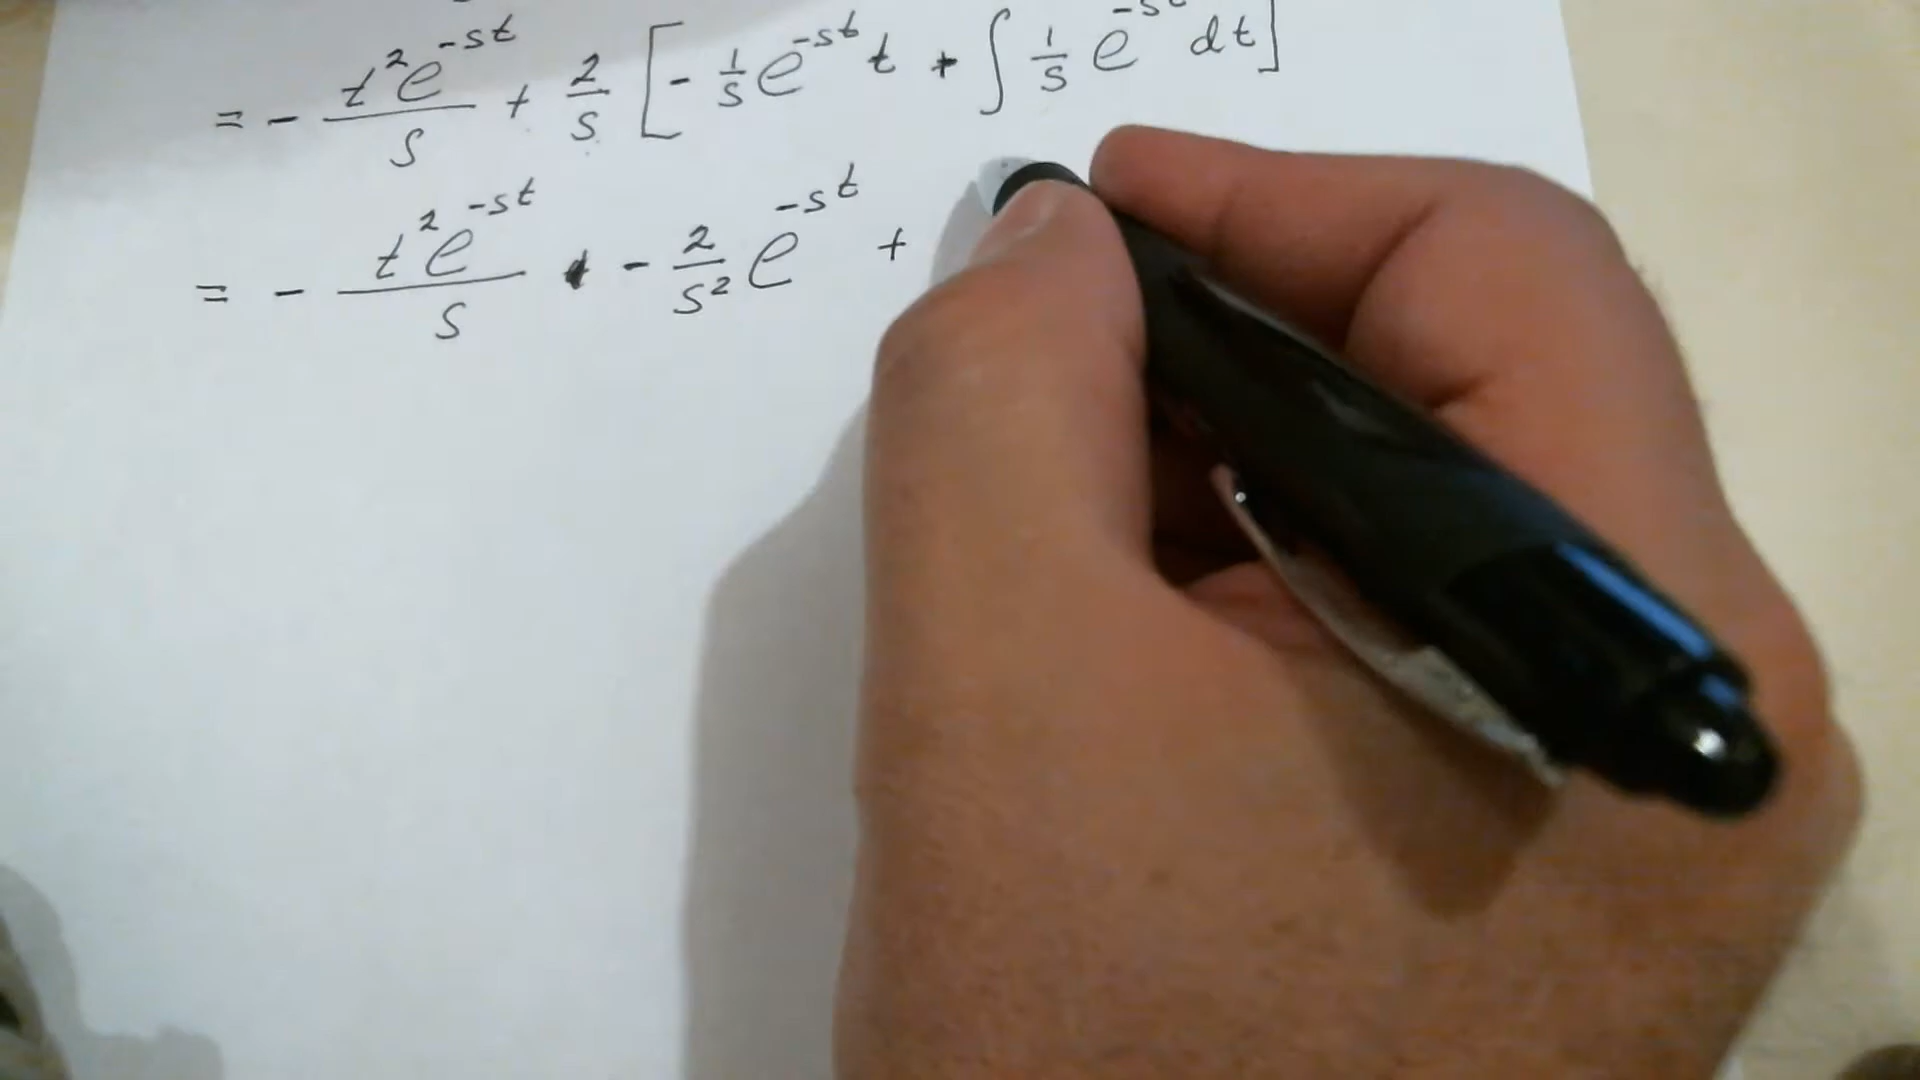 = - t²e^-st / s + 2/s [ - 1/s e^-st t + ∫ 1/s e^-st dt ]
= - t²e^-st / s - 2/s² e^-st +